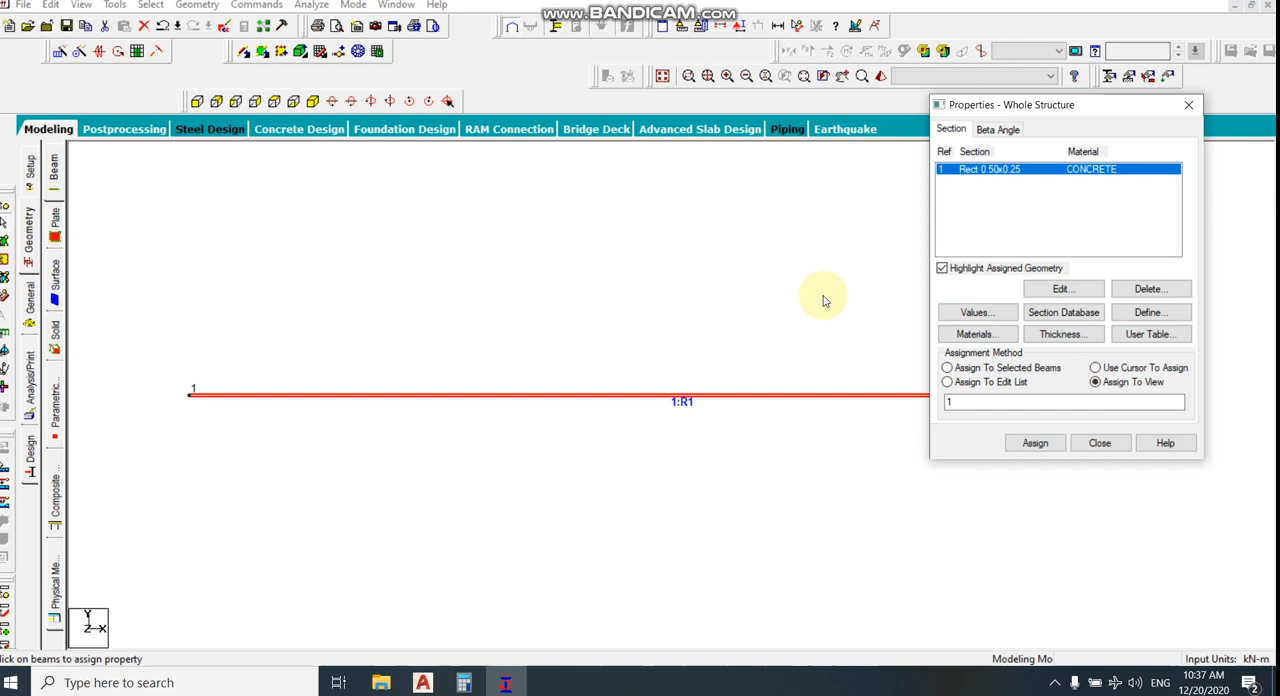 File Edit View Tools Select Geometry Commands Analyze Mode Window Help
www.BANDICAM.com
Modeling Postprocessing Steel Design Concrete Design Foundation Design RAM Connection Bridge Deck Advanced Slab Design Piping Earthquake
Setup
Geometry
General
Analysis/Print
Design
Beam
Plate
Surface
Solid
Parametric...
Composite ...
Physical Me...
1
1:R1
Y
Z X
Properties - Whole Structure
Section Beta Angle
Ref Section Material
1 Rect 0.50x0.25 CONCRETE
Highlight Assigned Geometry
Edit... Delete...
Values... Section Database Define...
Materials... Thickness... User Table...
Assignment Method
Assign To Selected Beams Use Cursor To Assign
Assign To Edit List Assign To View
1
Assign Close Help
lick on beams to assign property
Modeling Mo Input Units: kN-m
Type here to search
ENG
10:37 AM
12/20/2020
2